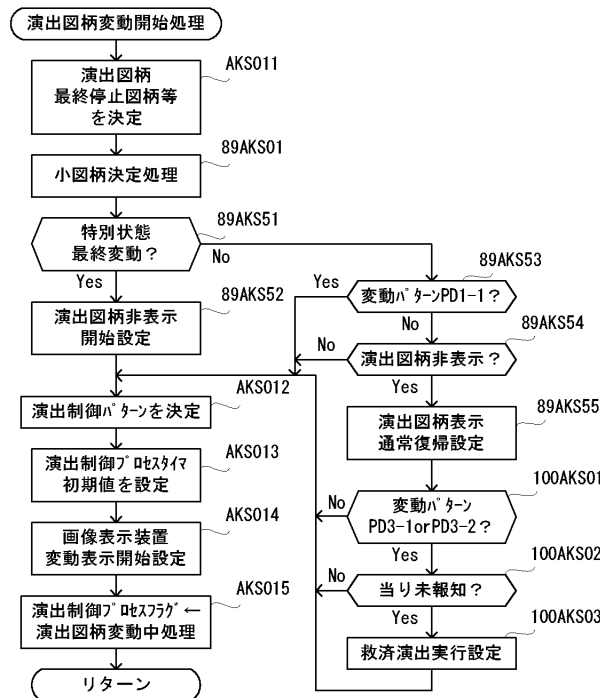 演出図柄変動開始処理
AKS011
演出図柄
最終停止図柄等
を決定
89AKS01
小図柄決定処理
89AKS51
特別状態
最終変動？
No
Yes
89AKS52
演出図柄非表示
開始設定
89AKS53
変動ﾊﾟﾀｰﾝPD1-1？
Yes
No
89AKS54
演出図柄非表示？
No
Yes
89AKS55
演出図柄表示
通常復帰設定
100AKS01
変動ﾊﾟﾀｰﾝ
PD3-1orPD3-2？
No
Yes
100AKS02
当り未報知？
No
Yes
100AKS03
救済演出実行設定
AKS012
演出制御ﾊﾟﾀｰﾝを決定
AKS013
演出制御ﾌﾟﾛｾｽﾀｲﾏ
初期値を設定
AKS014
画像表示装置
変動表示開始設定
AKS015
演出制御ﾌﾟﾛｾｽﾌﾗｸﾞ←
演出図柄変動中処理
リターン